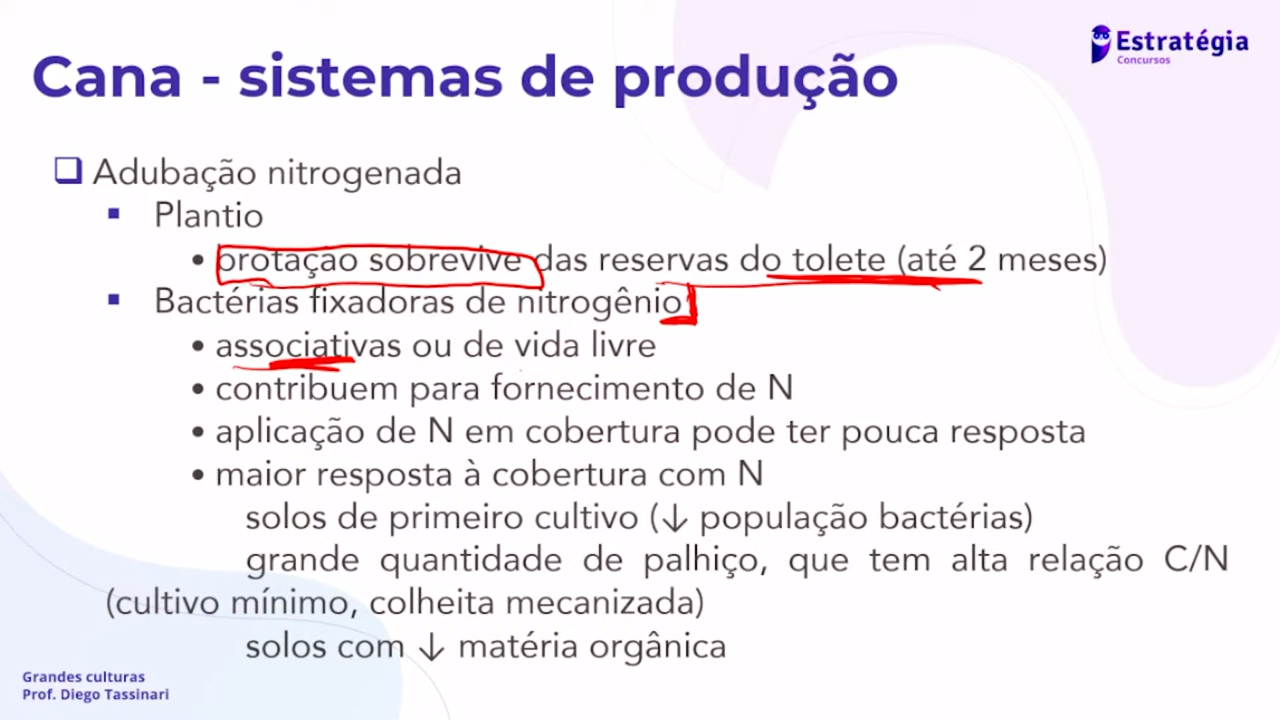 Estratégia
Concursos
Cana - sistemas de produção
❑ Adubação nitrogenada
▪ Plantio
• brotação sobrevive das reservas do tolete (até 2 meses)
▪ Bactérias fixadoras de nitrogênio
• associativas ou de vida livre
• contribuem para fornecimento de N
• aplicação de N em cobertura pode ter pouca resposta
• maior resposta à cobertura com N
solos de primeiro cultivo (↓ população bactérias)
grande quantidade de palhiço, que tem alta relação C/N
(cultivo mínimo, colheita mecanizada)
solos com ↓ matéria orgânica
Grandes culturas
Prof. Diego Tassinari